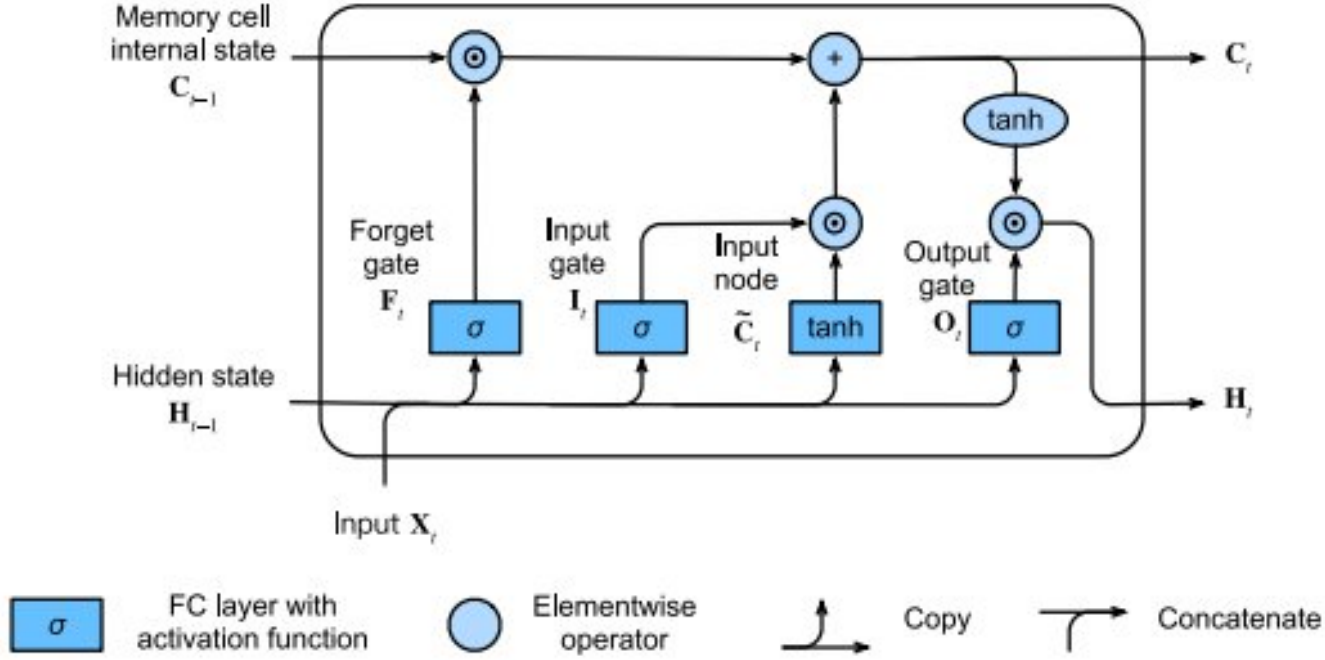 Memory cell
internal state
C_{t-1}
⊙
+
C_t
tanh
⊙
⊙
Forget
gate
F_t
Input
gate
I_t
Input
node
C̃_t
Output
gate
O_t
σ
σ
tanh
σ
Hidden state
H_{t-1}
H_t
Input X_t
σ
FC layer with
activation function
Elementwise
operator
Copy
Concatenate